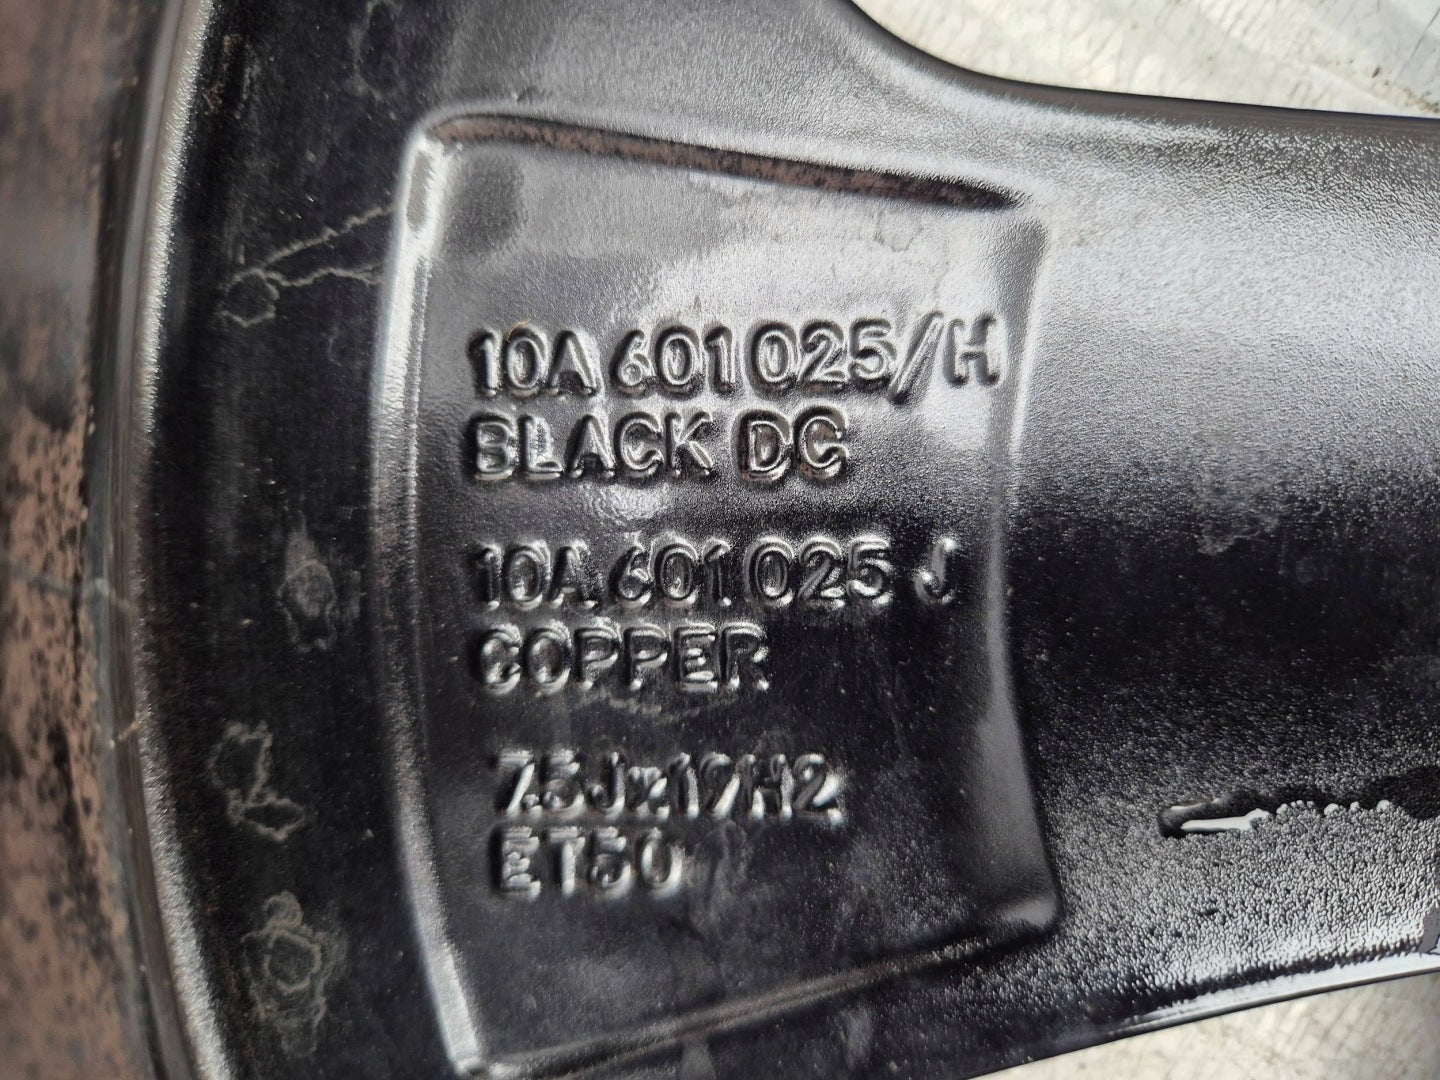 10A 601 025/H
BLACK DC
10A 601 025 J
COPPER
7.5Jx19H2
ET50